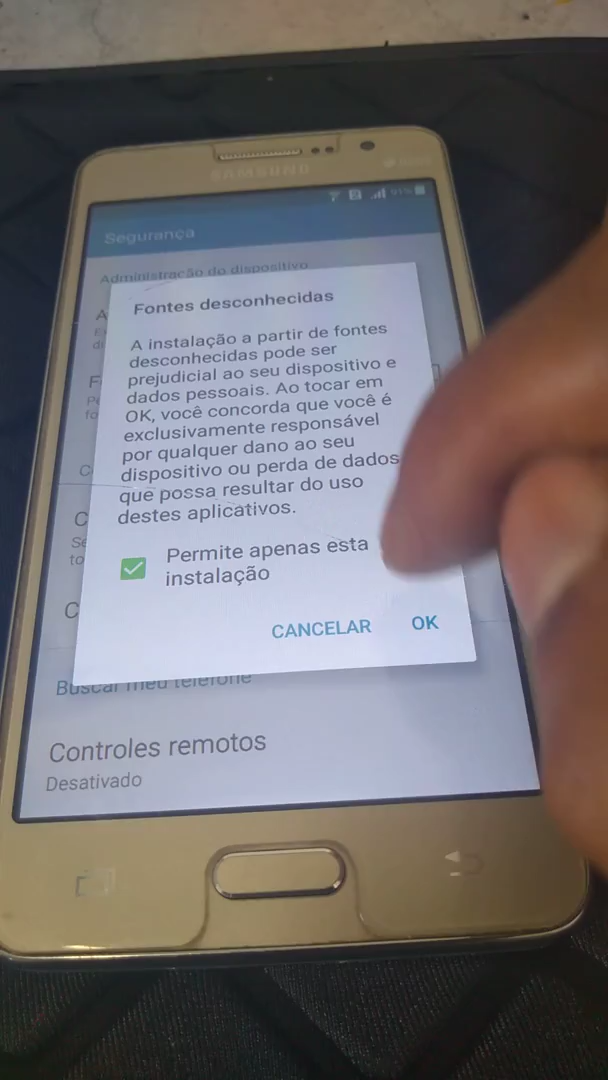 SAMSUNG
91%
Segurança
Administração do dispositivo
Fontes desconhecidas
A instalação a partir de fontes
desconhecidas pode ser
prejudicial ao seu dispositivo e
dados pessoais. Ao tocar em
OK, você concorda que você é
exclusivamente responsável
por qualquer dano ao seu
dispositivo ou perda de dados
que possa resultar do uso
destes aplicativos.
Permite apenas esta
instalação
CANCELAR OK
Buscar meu telefone
Controles remotos
Desativado